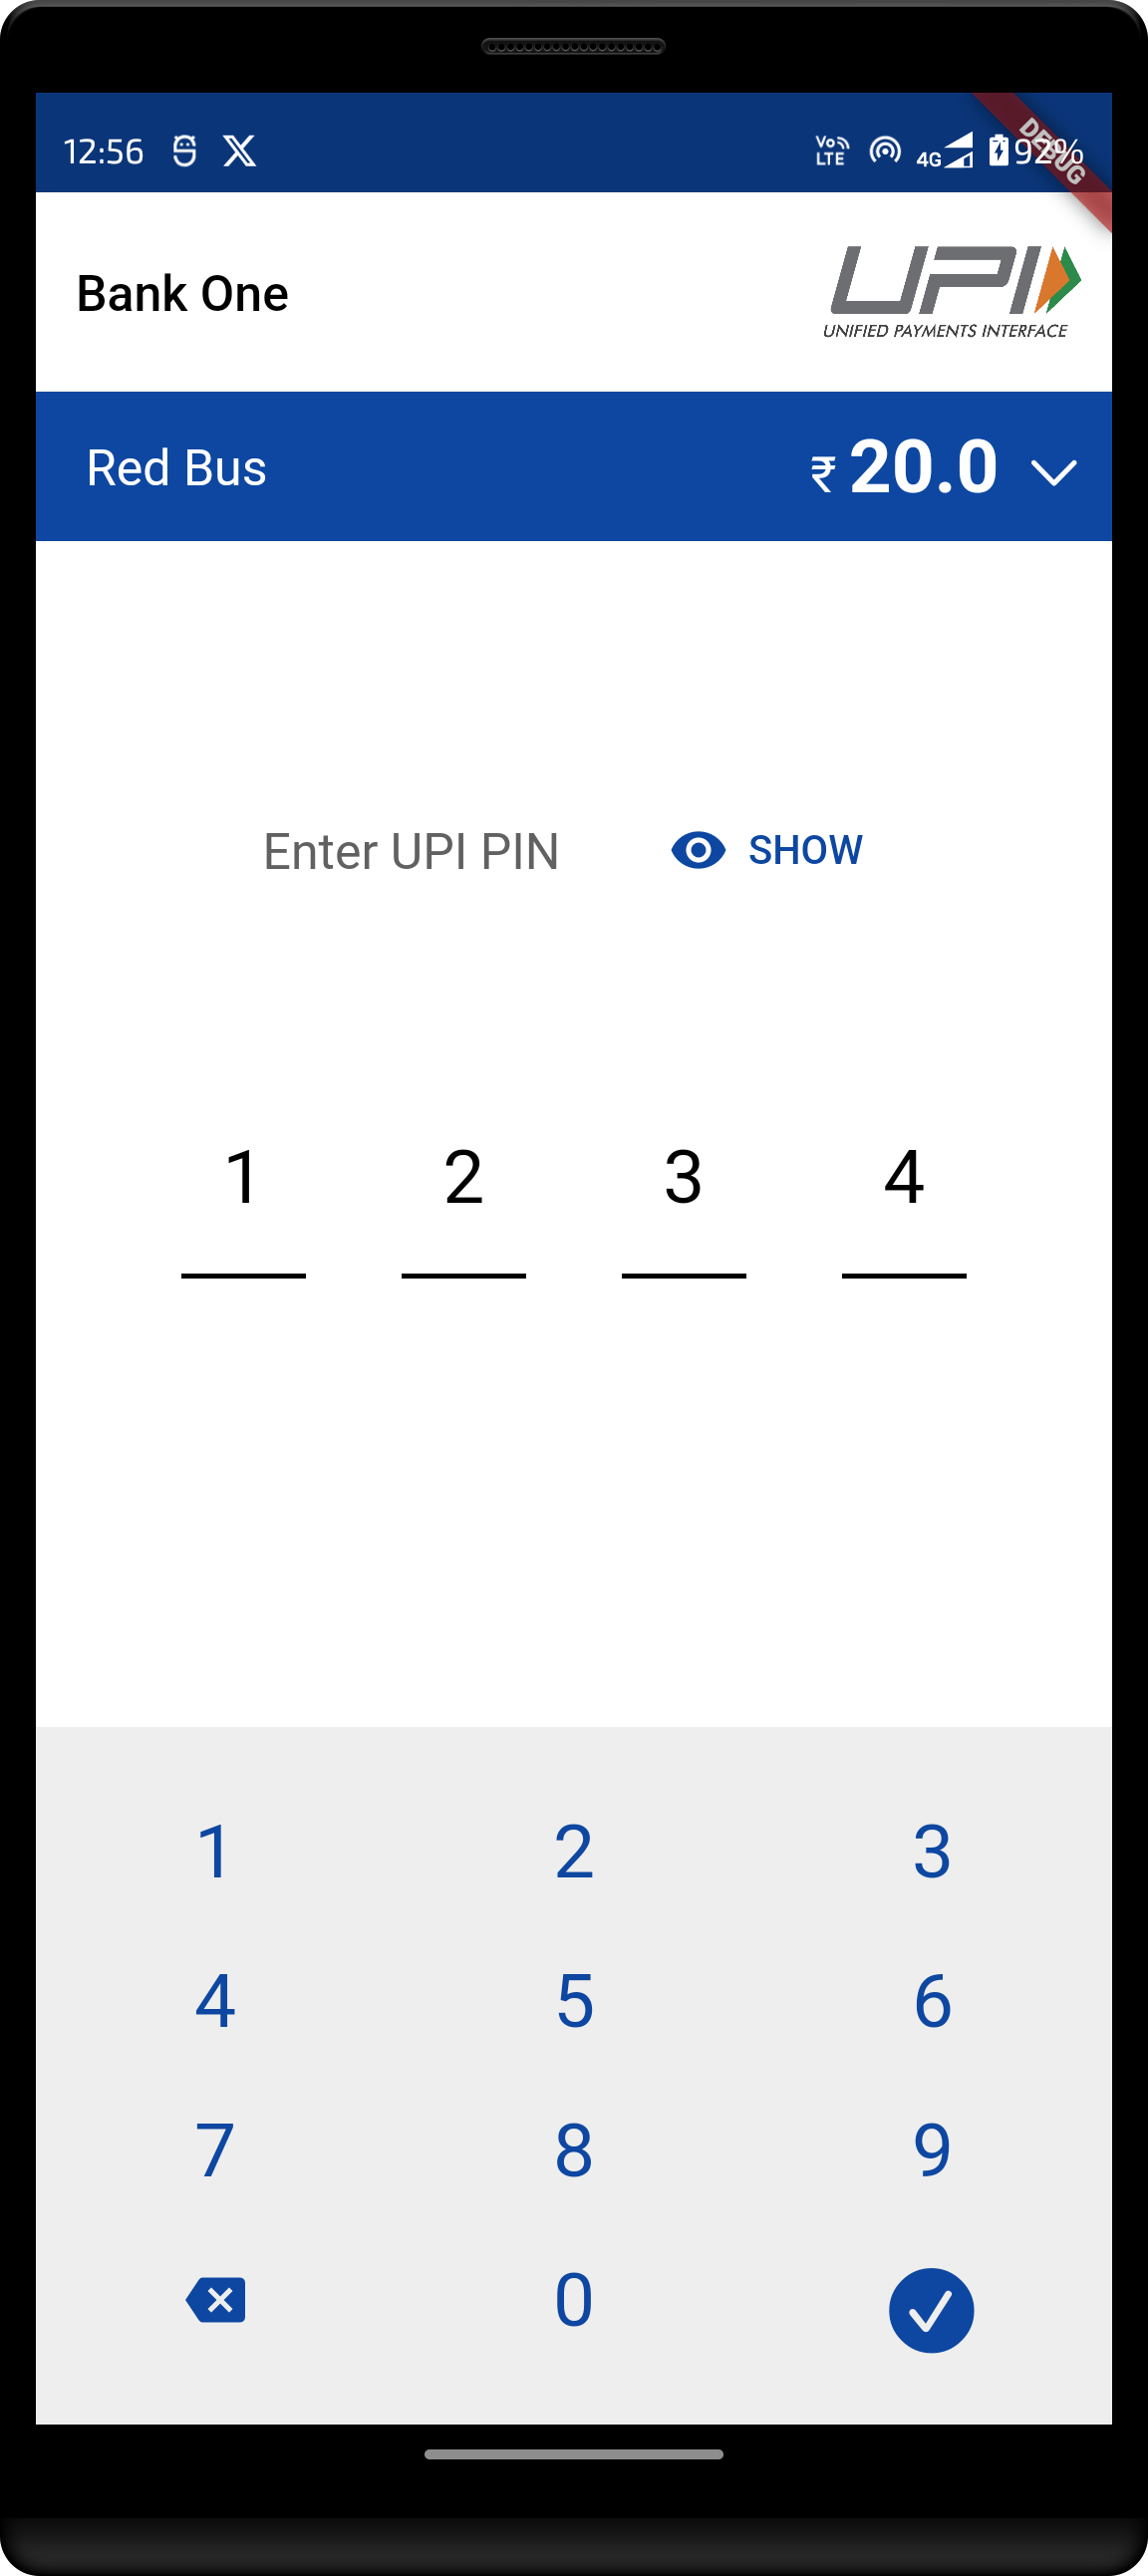 12:56 Vo LTE 4G 92%
DEBUG
Bank One
UPI
UNIFIED PAYMENTS INTERFACE
Red Bus ₹ 20.0
Enter UPI PIN SHOW
1 2 3 4
1 2 3
4 5 6
7 8 9
0